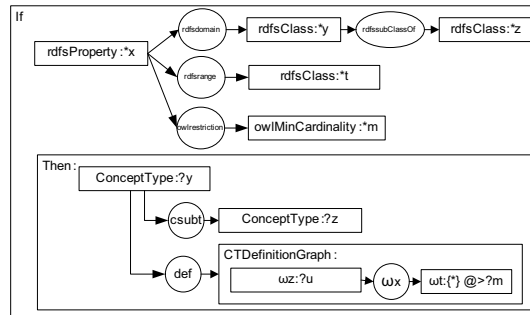 If
rdfsdomain
rdfsClass:*y
rdfssubClassOf
rdfsClass:*z
rdfsProperty:*x
rdfsrange
rdfsClass:*t
owlrestriction
owlMinCardinality:*m
Then:
ConceptType:?y
csubt
ConceptType:?z
CTDefinitionGraph:
def
ωz:?u
ωx
ωt:{*} @>?m